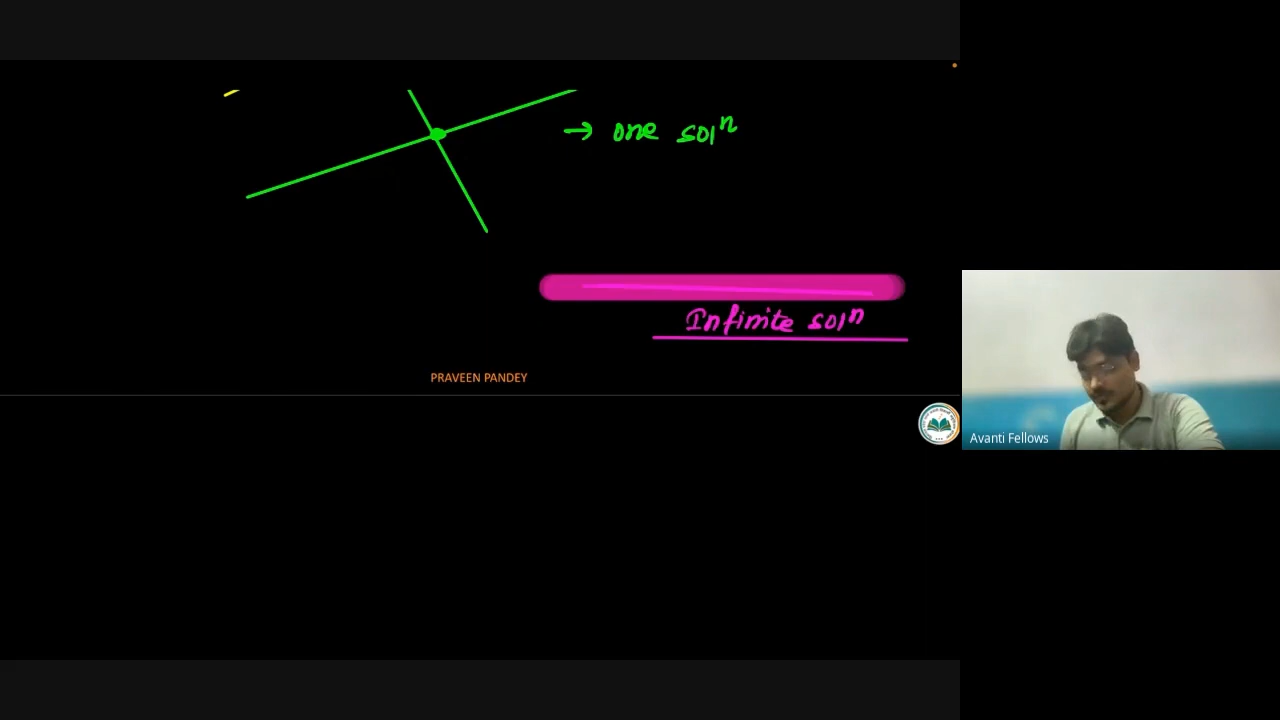 → one solⁿ
Infinite solⁿ
PRAVEEN PANDEY
Avanti Fellows